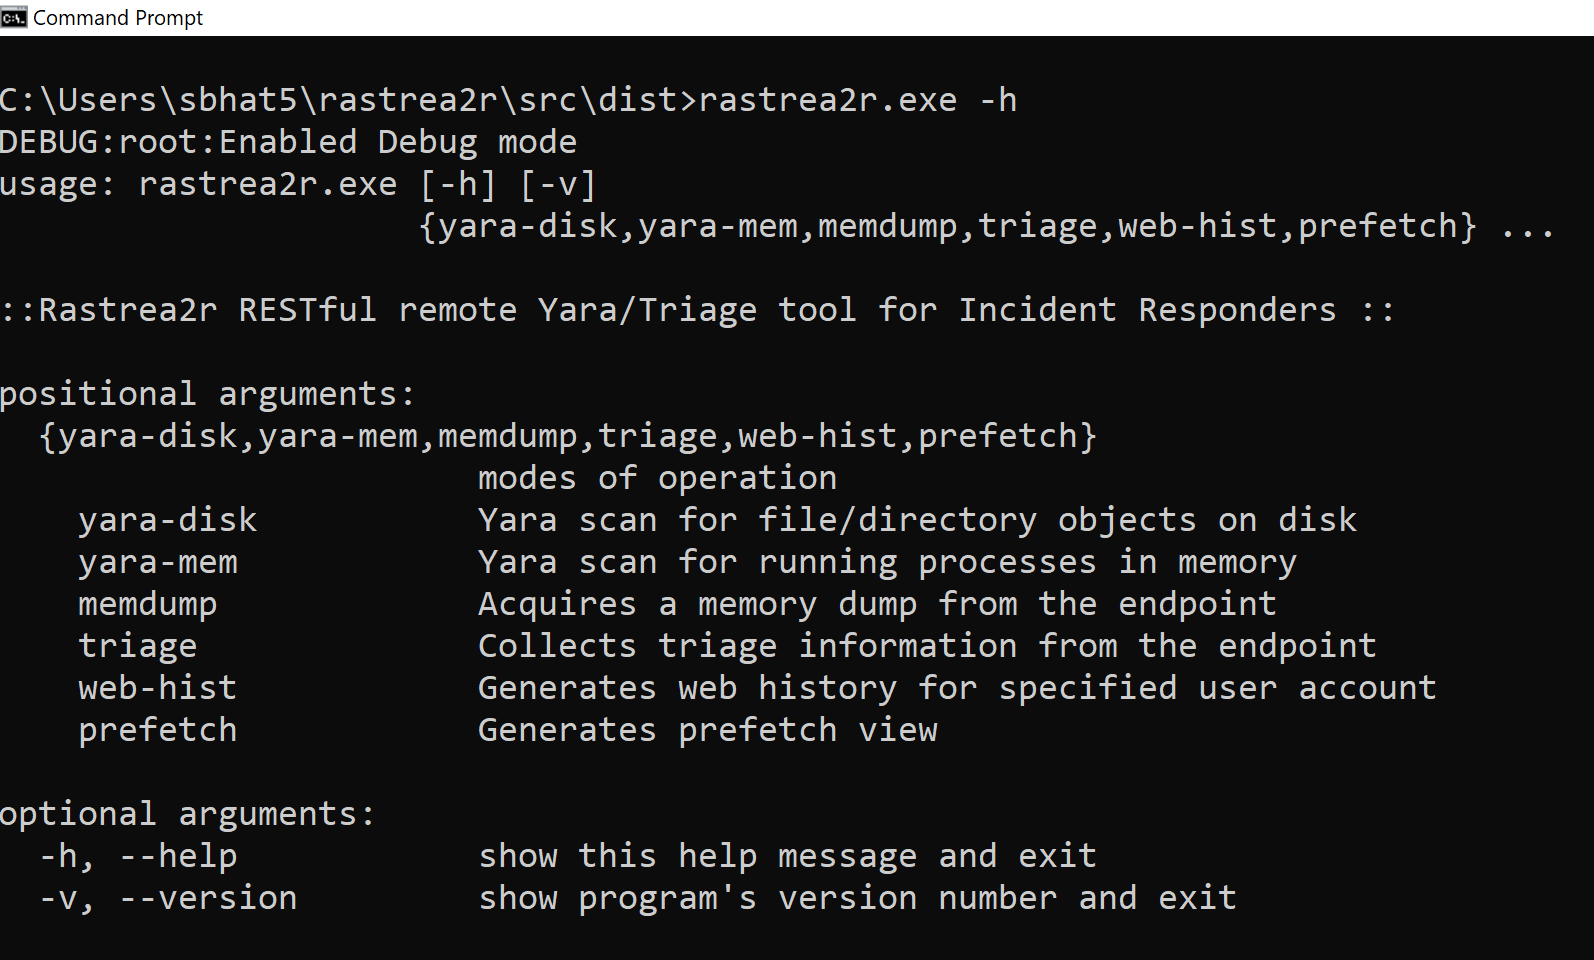 Command Prompt
C:\Users\sbhat5\rastrea2r\src\dist>rastrea2r.exe -h
DEBUG:root:Enabled Debug mode
usage: rastrea2r.exe [-h] [-v]
{yara-disk,yara-mem,memdump,triage,web-hist,prefetch} ...
::Rastrea2r RESTful remote Yara/Triage tool for Incident Responders ::
positional arguments:
{yara-disk,yara-mem,memdump,triage,web-hist,prefetch}
modes of operation
yara-disk Yara scan for file/directory objects on disk
yara-mem Yara scan for running processes in memory
memdump Acquires a memory dump from the endpoint
triage Collects triage information from the endpoint
web-hist Generates web history for specified user account
prefetch Generates prefetch view
optional arguments:
-h, --help show this help message and exit
-v, --version show program's version number and exit